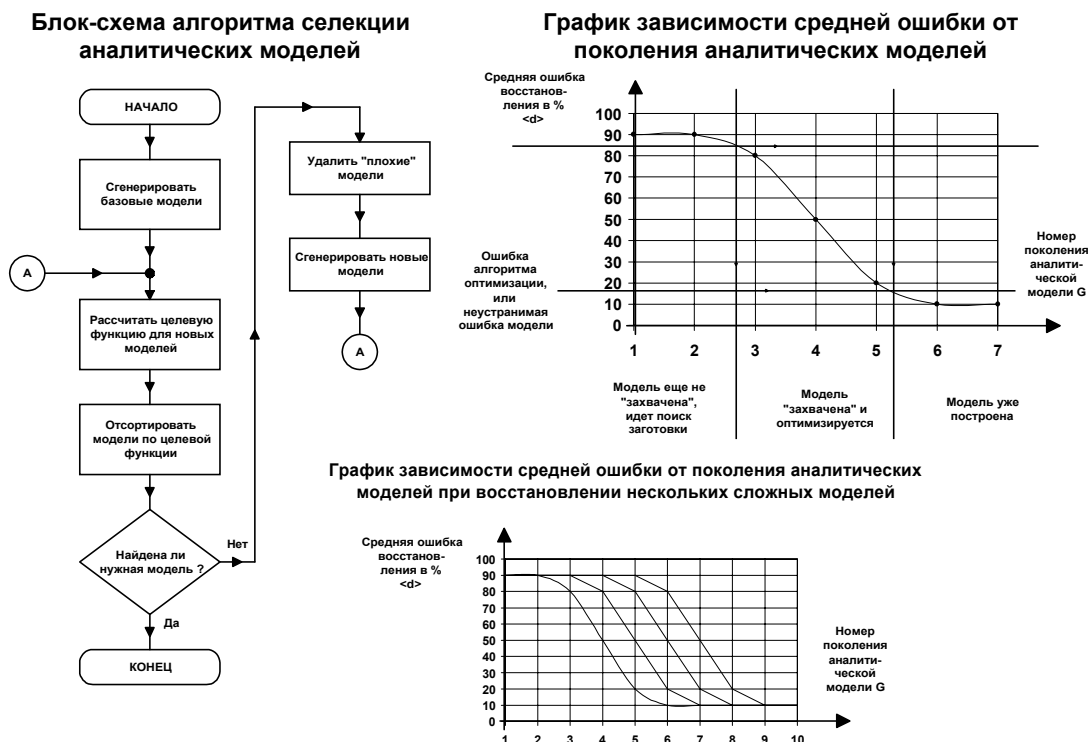 Блок-схема алгоритма селекции
аналитических моделей
НАЧАЛО
Сгенерировать
базовые модели
А
Рассчитать целевую
функцию для новых
моделей
Отсортировать
модели по целевой
функции
Найдена ли
нужная модель ?
Нет
Да
КОНЕЦ
Удалить "плохие"
модели
Сгенерировать новые
модели
А
График зависимости средней ошибки от
поколения аналитических моделей
Средняя ошибка
восстанов-
ления в %
<d>
100
90
80
70
60
50
40
30
20
10
0
1 2 3 4 5 6 7
Ошибка
алгоритма
оптимизации,
или
неустранимая
ошибка модели
Номер
поколения
аналити-
ческой
модели G
Модель еще не
"захвачена",
идет поиск
заготовки
Модель
"захвачена" и
оптимизируется
Модель уже
построена
График зависимости средней ошибки от поколения аналитических
моделей при восстановлении нескольких сложных моделей
Средняя ошибка
восстанов-
ления в %
<d>
100
90
80
70
60
50
40
30
20
10
0
1 2 3 4 5 6 7 8 9 10
Номер
поколения
аналити-
ческой
модели G